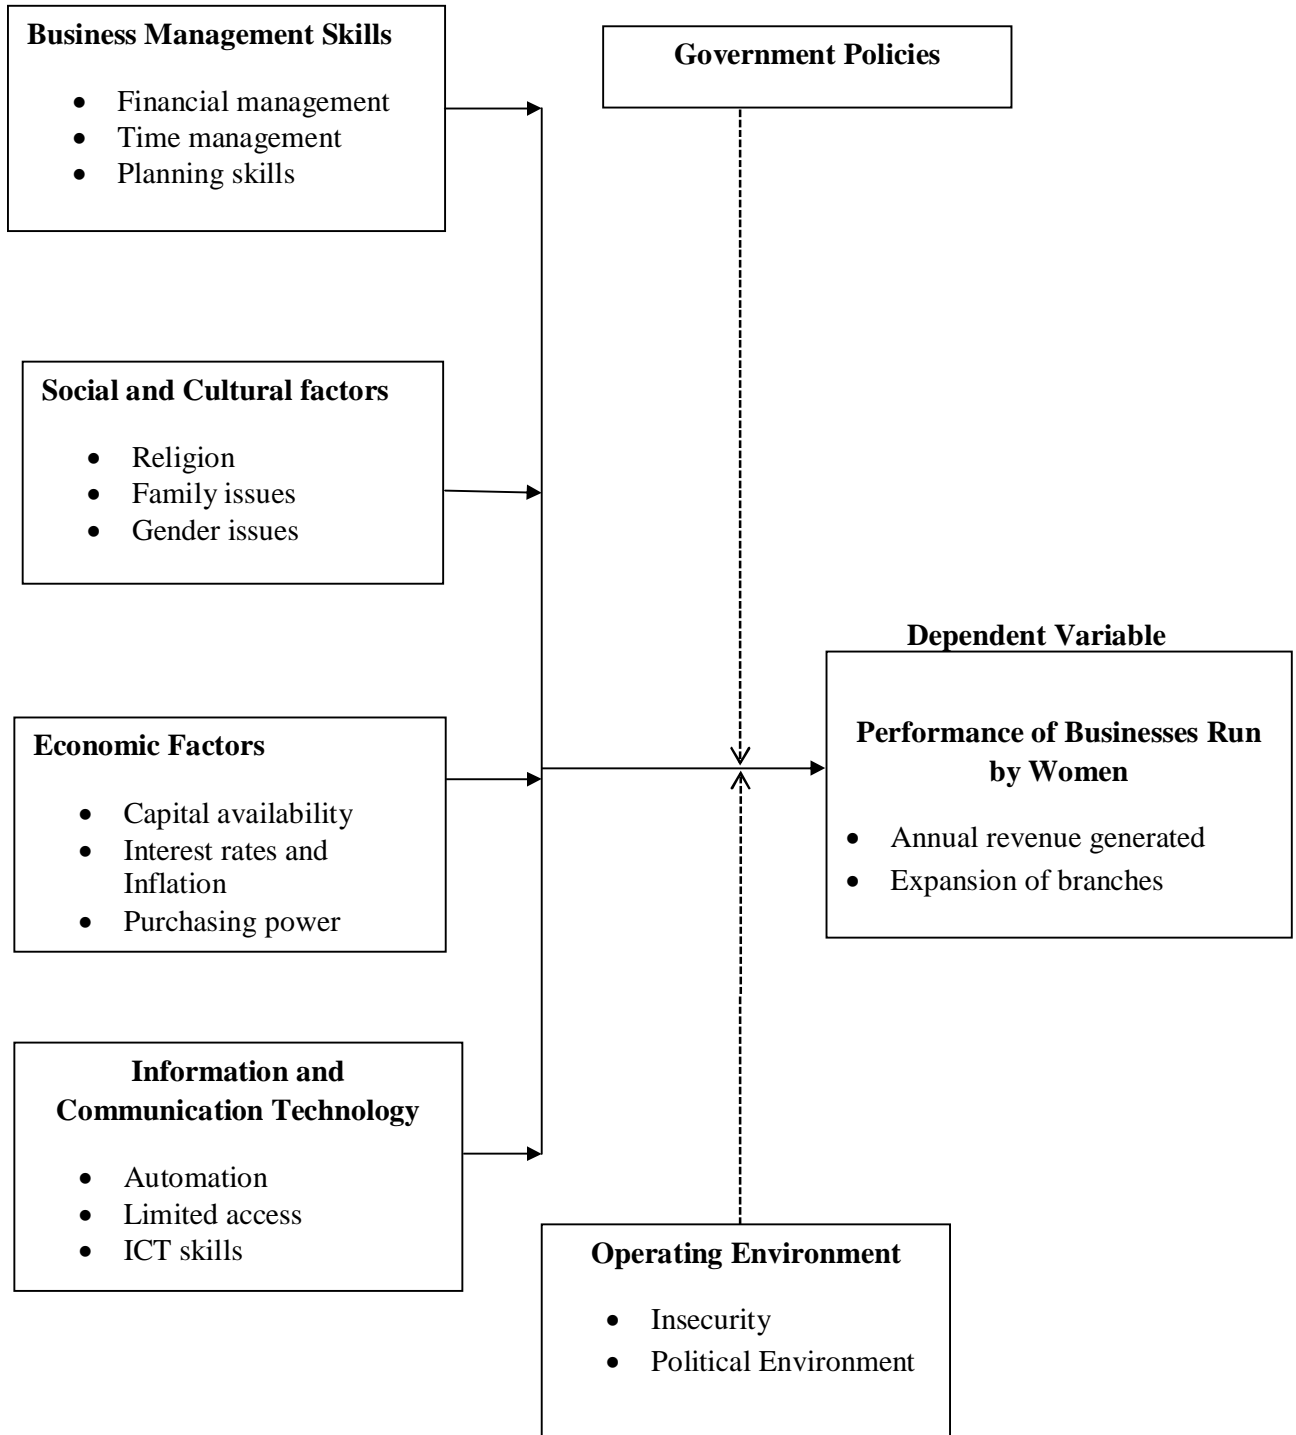 Business Management Skills
• Financial management
• Time management
• Planning skills
Government Policies
Social and Cultural factors
• Religion
• Family issues
• Gender issues
Dependent Variable
Performance of Businesses Run
by Women
• Annual revenue generated
• Expansion of branches
Economic Factors
• Capital availability
• Interest rates and
Inflation
• Purchasing power
Information and
Communication Technology
• Automation
• Limited access
• ICT skills
Operating Environment
• Insecurity
• Political Environment